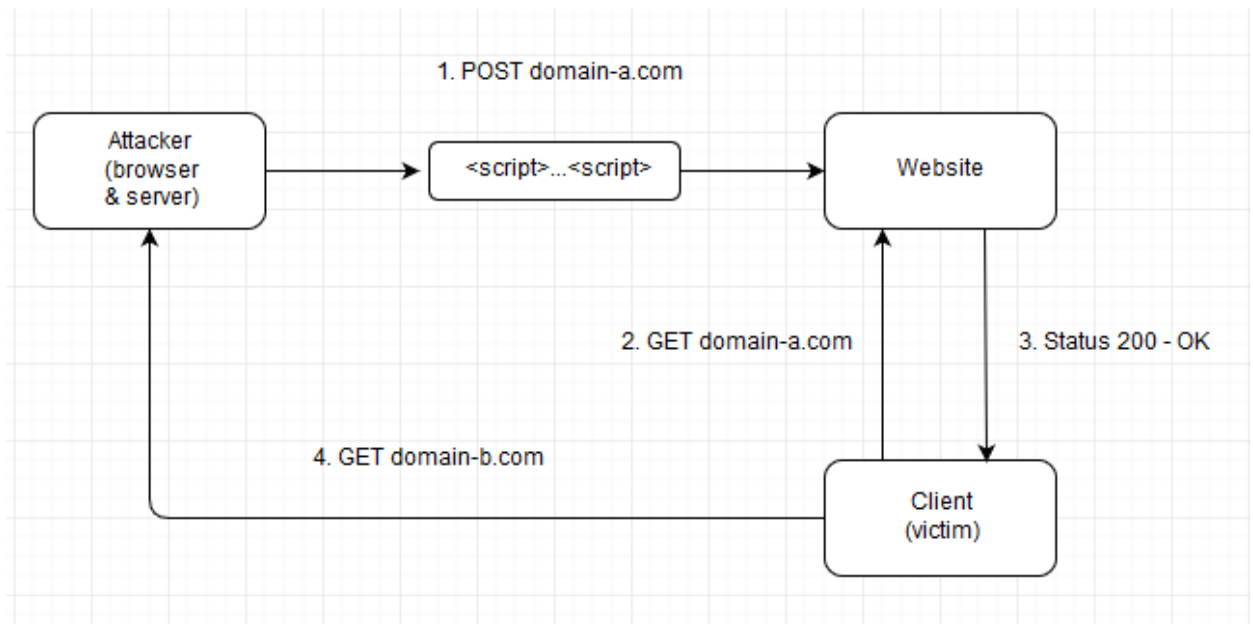 1. POST domain-a.com
Attacker
(browser
& server)
<script>...<script>
Website
2. GET domain-a.com
3. Status 200 - OK
4. GET domain-b.com
Client
(victim)